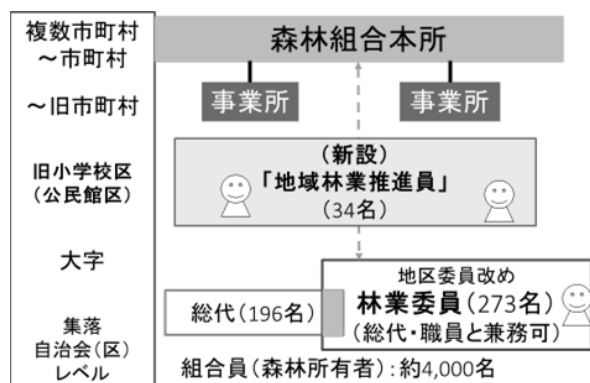 複数市町村
～市町村
森林組合本所
～旧市町村
事業所
事業所
旧小学校区
（公民館区）
（新設）
「地域林業推進員」
（34名）
大字
地区委員改め
林業委員（273名）
（総代・職員と兼務可）
総代（196名）
集落
自治会（区）
レベル
組合員（森林所有者）：約4,000名